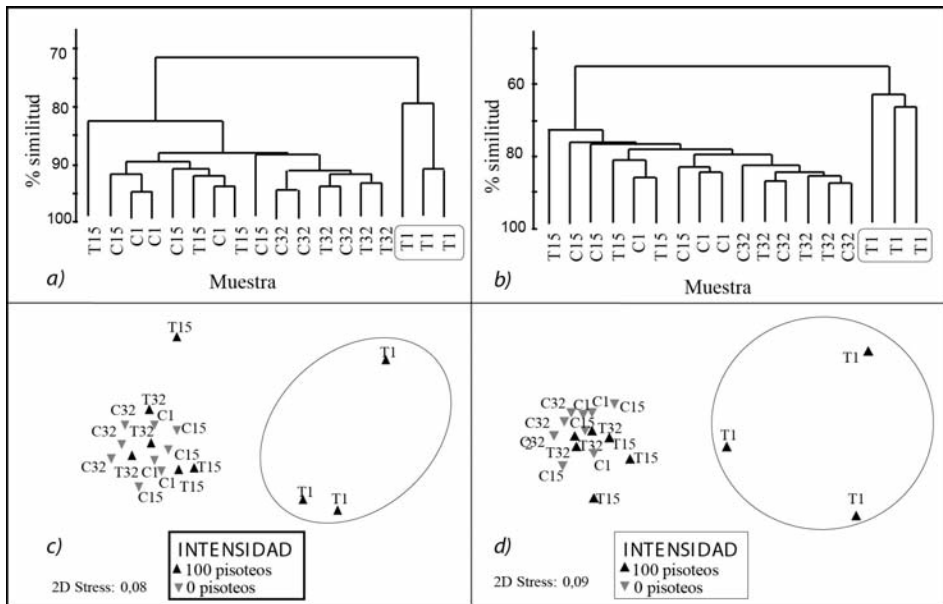 % similitud
70
80
90
100
T15 C15 C1 C1 C15 T15 C1 T15 C15 C32 C32 T32 C32 T32 T32 T1 T1 T1
a)
Muestra
% similitud
60
80
100
T15 C15 C15 T15 C1 T15 C15 C1 C1 C32 C32 T32 T32 T32 C32 T1 T1 T1
b)
Muestra
T15
T1
T32
C32
C1
C15
T32
C32
C15
C32
T32
C1
T15
C1
C15
T1
T1
c)
2D Stress: 0,08
INTENSIDAD
100 pisoteos
0 pisoteos
T1
C32
C1
C1
C15
C32
C15
T32
C32
2
T32
T15
T1
C15
C1
T15
T1
d)
2D Stress: 0,09
INTENSIDAD
100 pisoteos
0 pisoteos